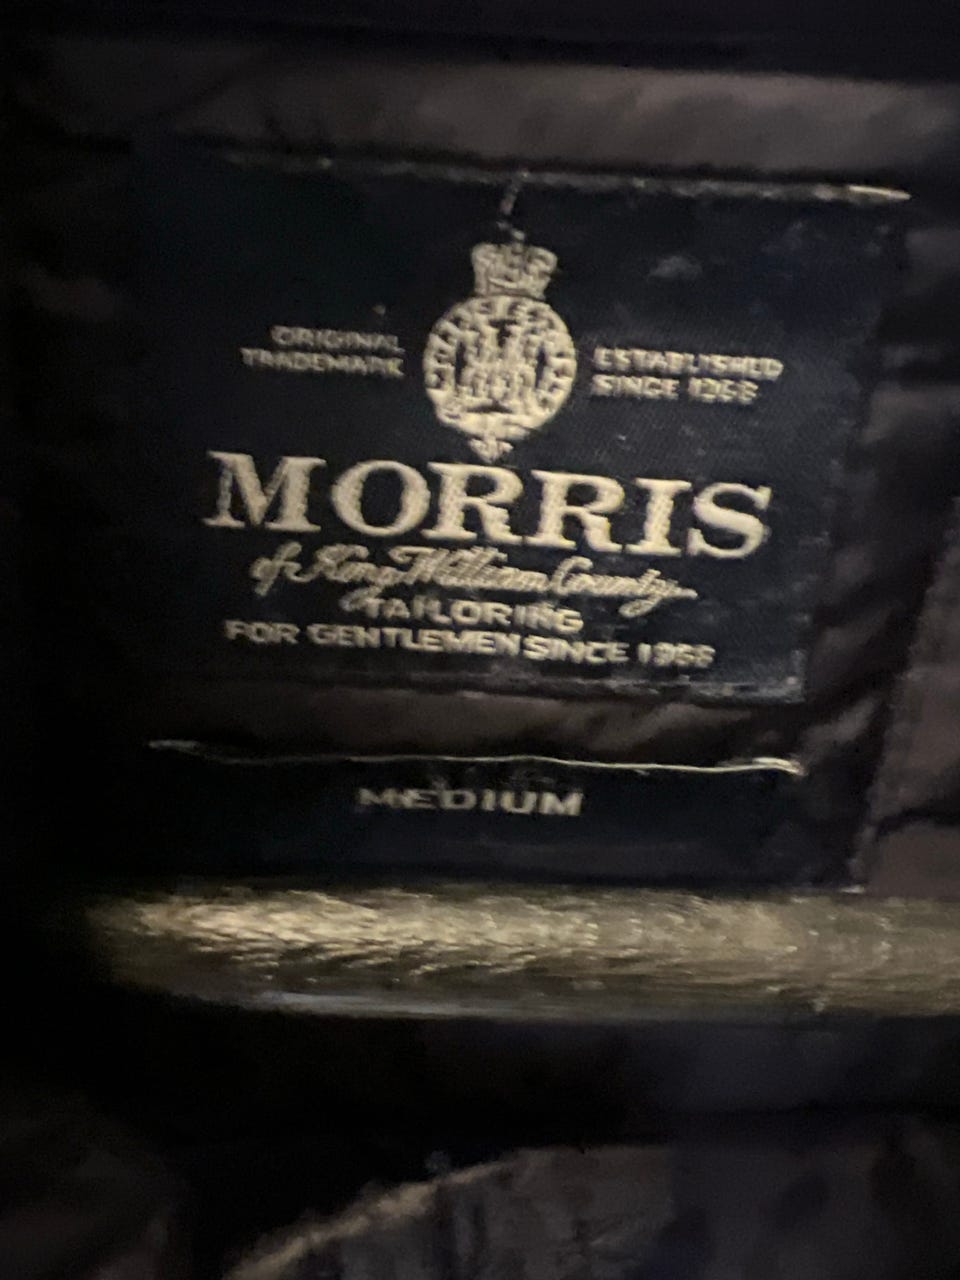 ORIGINAL
TRADEMARK
ESTABLISHED
SINCE 1968
MORRIS
of King William County
TAILORING
FOR GENTLEMEN SINCE 1968
MEDIUM